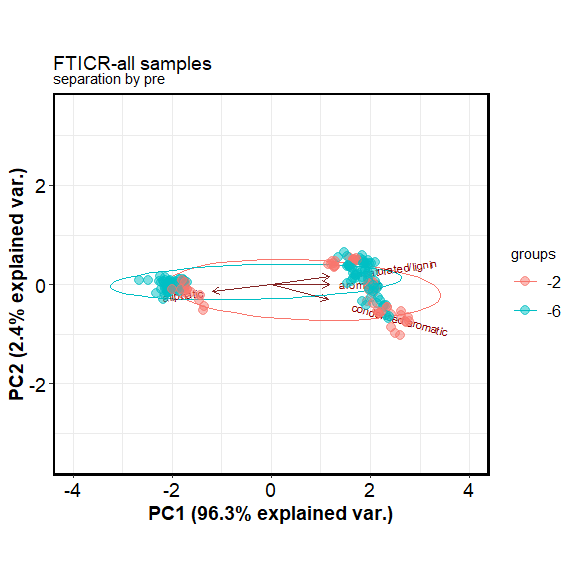 FTICR-all samples
separation by pre
PC2 (2.4% explained var.)
2
0
-2
-4
-2
0
2
4
PC1 (96.3% explained var.)
groups
-2
-6